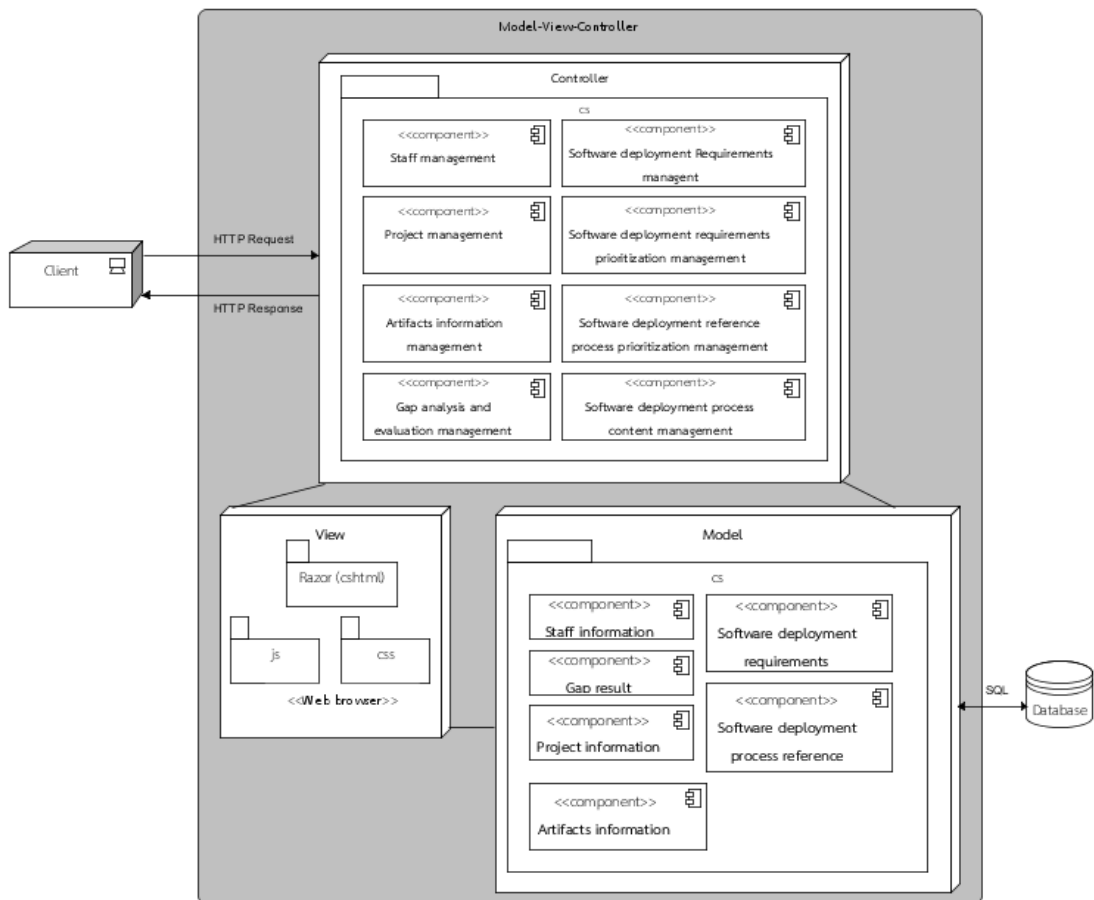 Model-View-Controller
Controller
cs
<<component>>
Staff management
<<component>>
Software deployment Requirements
managent
<<component>>
Project management
<<component>>
Software deployment requirements
prioritization management
<<component>>
Artifacts information
management
<<component>>
Software deployment reference
process prioritization management
<<component>>
Gap analysis and
evaluation management
<<component>>
Software deployment process
content management
HTTP Request
Client
HTTP Response
View
Razor (cshtml)
js
css
<<Web browser>>
Model
cs
<<component>>
Staff information
<<component>>
Software deployment
requirements
<<component>>
Gap result
<<component>>
Project information
<<component>>
Software deployment
process reference
<<component>>
Artifacts information
SQL
Database